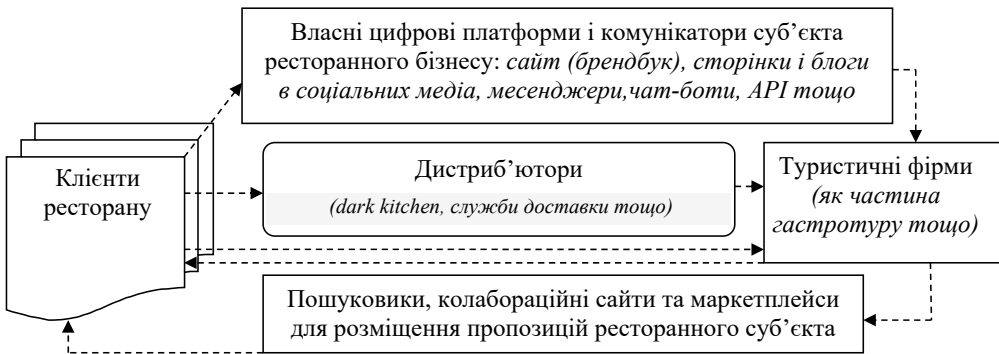 Власні цифрові платформи і комунікатори суб’єкта
ресторанного бізнесу: сайт (брендбук), сторінки і блоги
в соціальних медіа, месенджери,чат-боти, API тощо
Клієнти
ресторану
Дистриб’ютори
(dark kitchen, служби доставки тощо)
Туристичні фірми
(як частина
гастротуру тощо)
Пошуковики, колабораційні сайти та маркетплейси
для розміщення пропозицій ресторанного суб’єкта